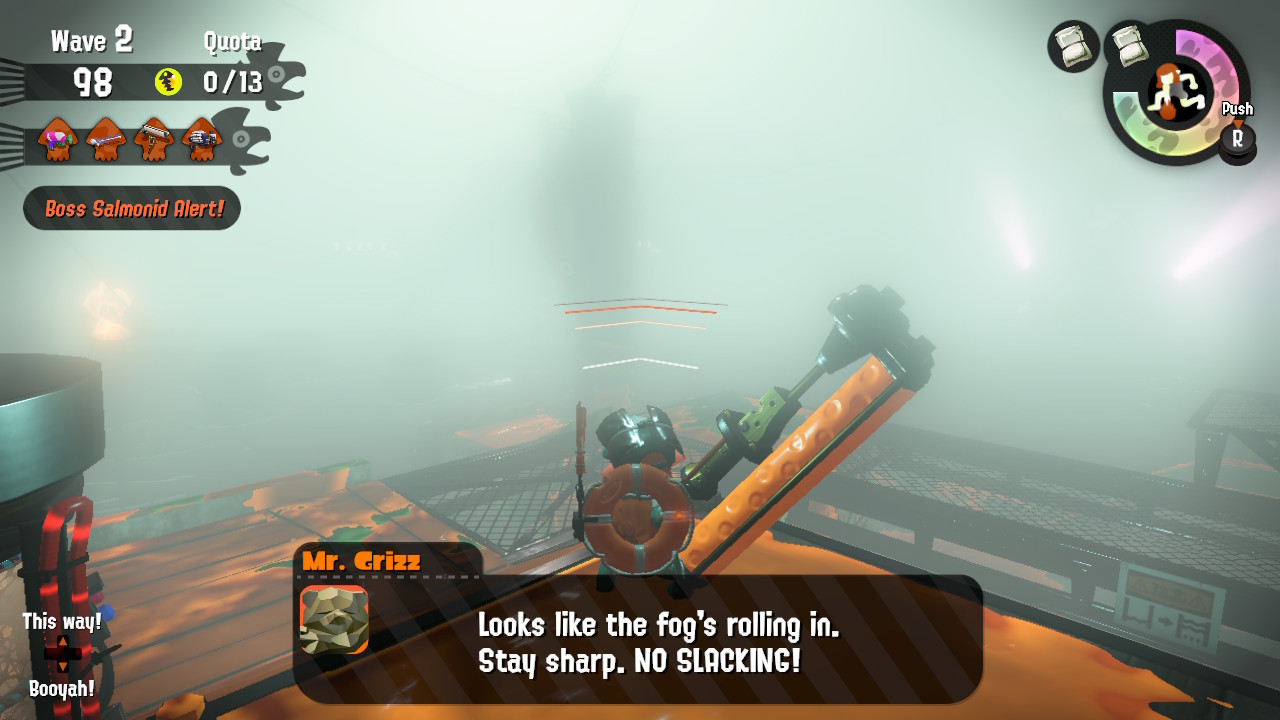 Wave 2
Quota
98
0/13
Boss Salmonid Alert!
Push
R
Mr. Grizz
Looks like the fog's rolling in.
Stay sharp. NO SLACKING!
This way!
Booyah!